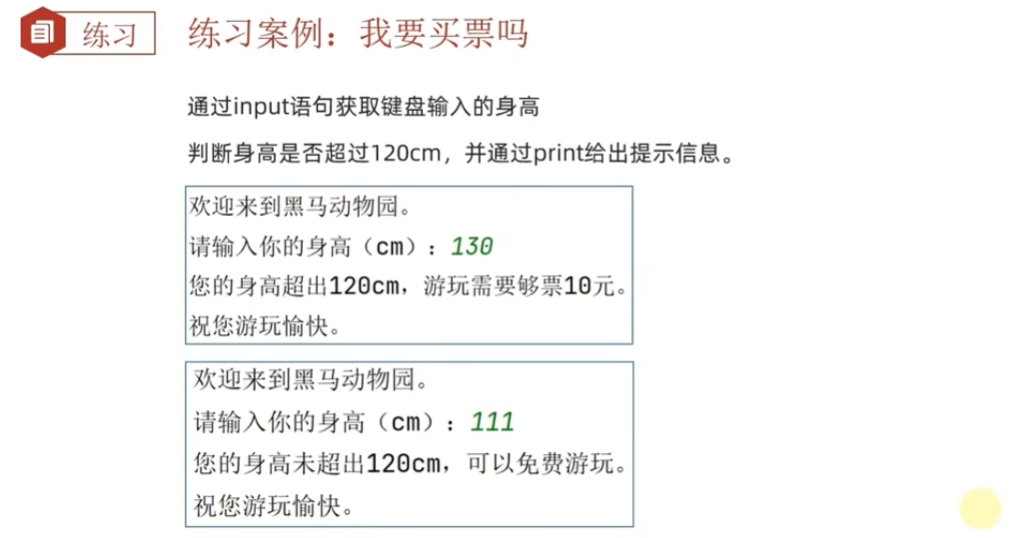 练习
练习案例：我要买票吗
通过input语句获取键盘输入的身高
判断身高是否超过120cm，并通过print给出提示信息。
欢迎来到黑马动物园。
请输入你的身高（cm）：130
您的身高超出120cm，游玩需要够票10元。
祝您游玩愉快。
欢迎来到黑马动物园。
请输入你的身高（cm）：111
您的身高未超出120cm，可以免费游玩。
祝您游玩愉快。